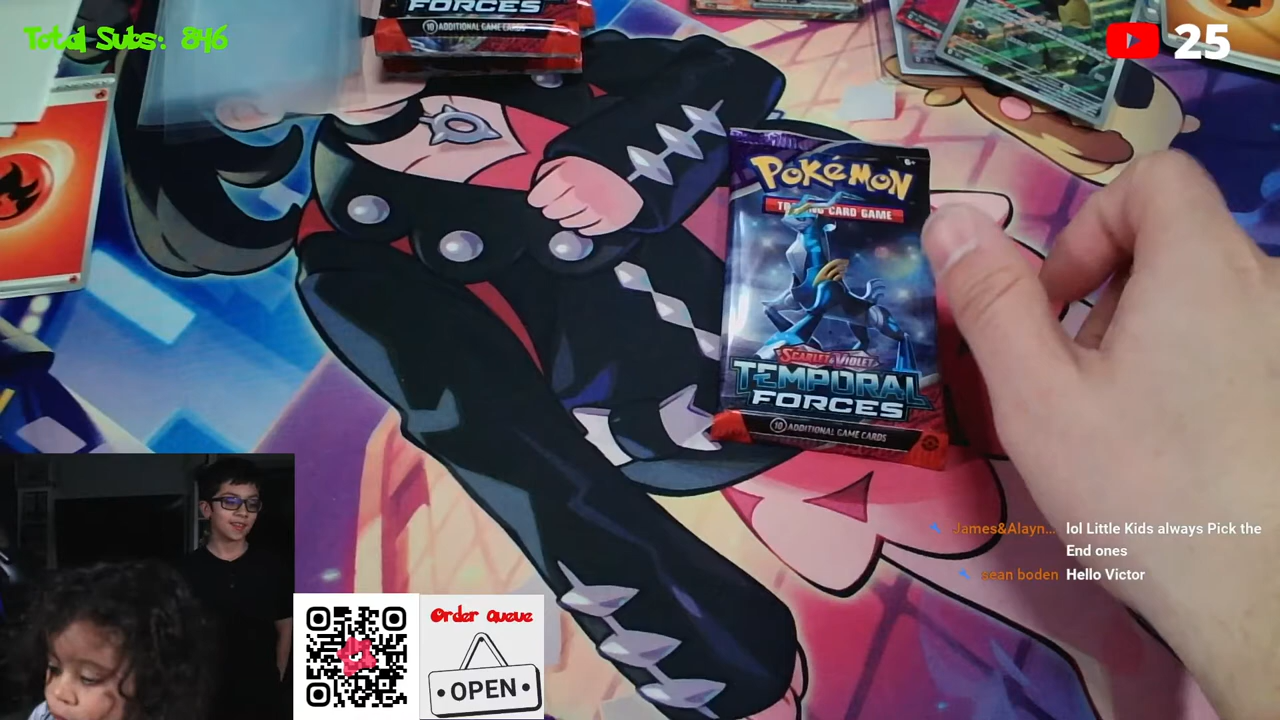 Total Subs: 846
25
FORCES
10 ADDITIONAL GAME CARDS
POKéMON
TRADING CARD GAME
SCARLET & VIOLET
TEMPORAL
FORCES
10 ADDITIONAL GAME CARDS
James&Alayn... lol Little Kids always Pick the
End ones
sean boden Hello Victor
Order Queue
• OPEN •